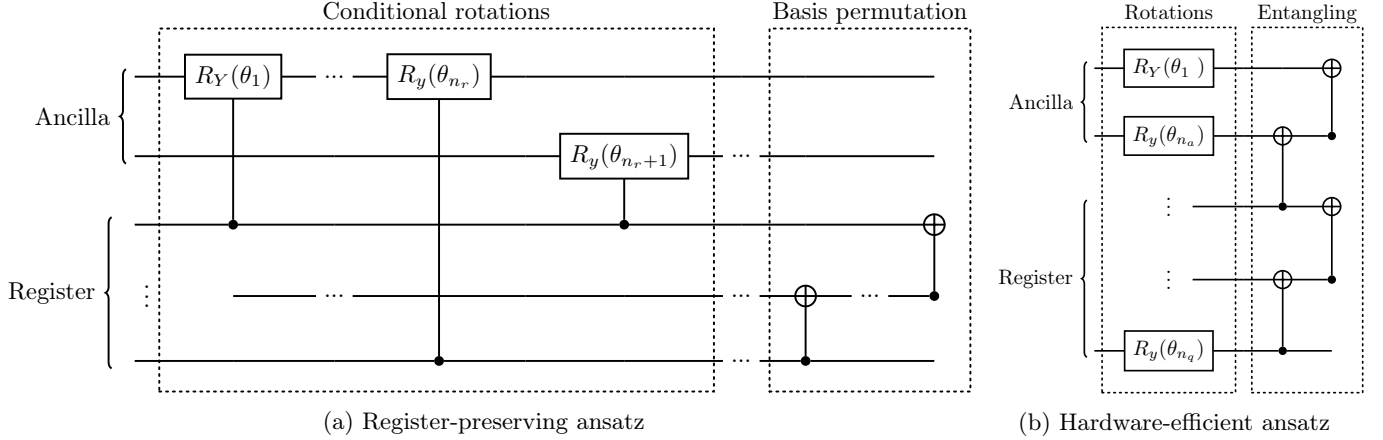 Conditional rotations
Basis permutation
Ancilla
R_Y(θ_1)
...
R_y(θ_{n_r})
R_y(θ_{n_r+1})
...
Register
⋮
...
...
...
...
(a) Register-preserving ansatz
Rotations
Entangling
Ancilla
R_Y(θ_1 )
R_y(θ_{n_a})
Register
⋮
⋮
R_y(θ_{n_q})
(b) Hardware-efficient ansatz